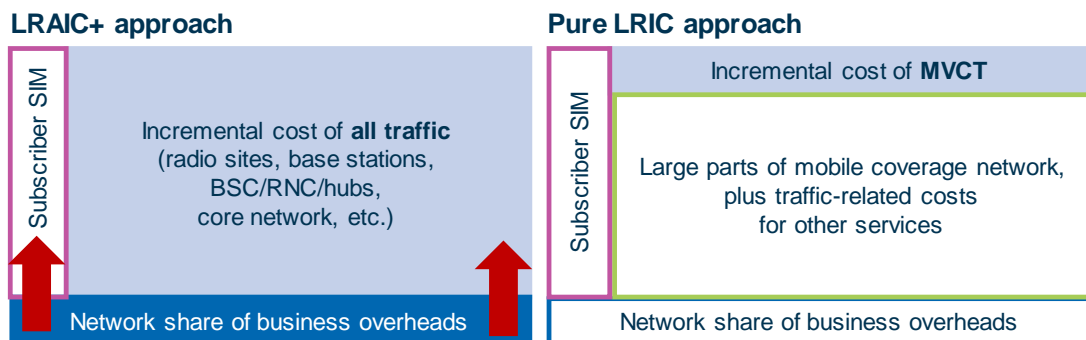 LRAIC+ approach
Subscriber SIM
Incremental cost of all traffic
(radio sites, base stations,
BSC/RNC/hubs,
core network, etc.)
Network share of business overheads
Pure LRIC approach
Subscriber SIM
Incremental cost of MVCT
Large parts of mobile coverage network,
plus traffic-related costs
for other services
Network share of business overheads